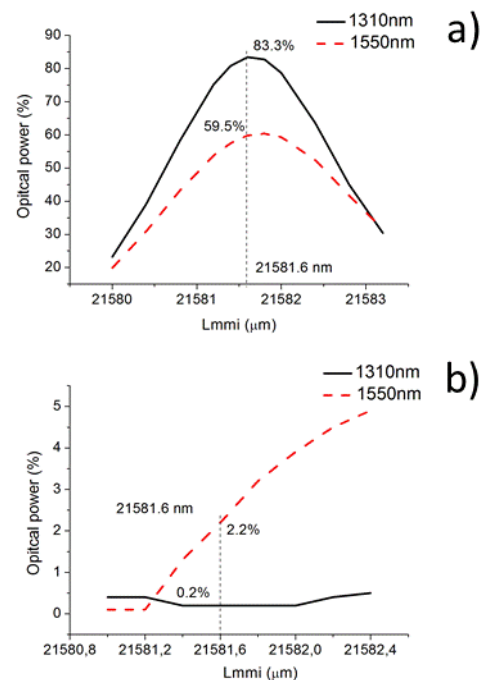 1310nm
1550nm
a)
90
80
70
60
50
40
30
20
83.3%
59.5%
21581.6 nm
Opitcal power (%)
21580 21581 21582 21583
Lmmi (μm)
1310nm
1550nm
b)
5
4
3
2
1
0
21581.6 nm
2.2%
0.2%
Opitcal power (%)
21580,8 21581,2 21581,6 21582,0 21582,4
Lmmi (μm)